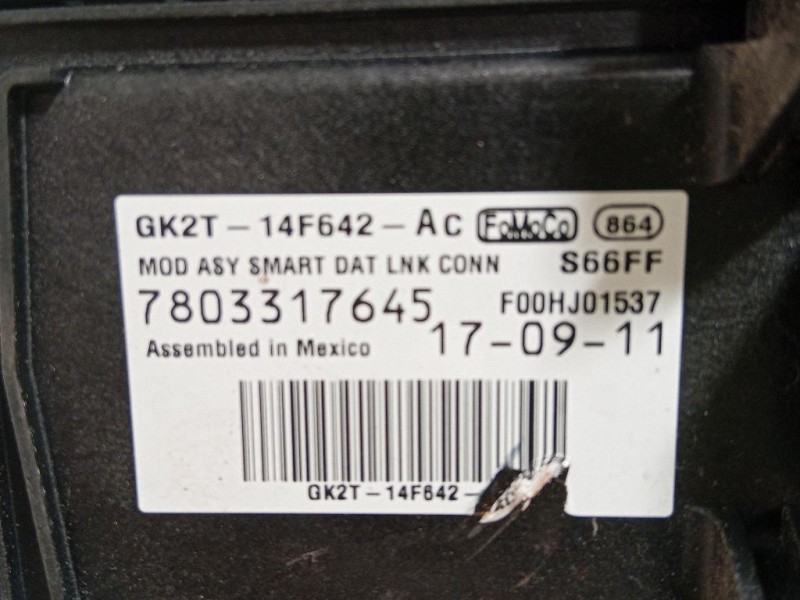 GK2T-14F642-Ac FoMoCo 864
MOD ASY SMART DAT LNK CONN S66FF
7803317645 F00HJ01537
Assembled in Mexico 17-09-11
GK2T-14F642-